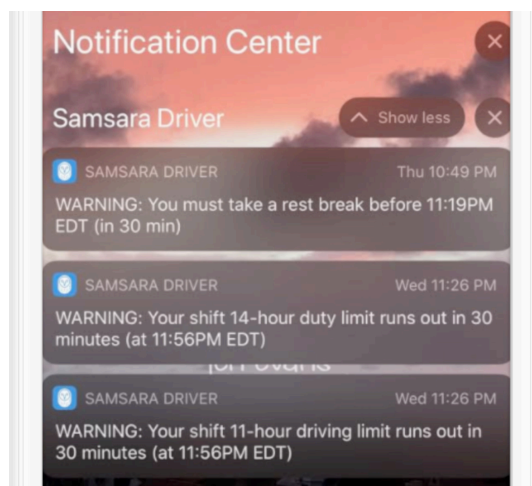 Notification Center
Samsara Driver
Show less
SAMSARA DRIVER
Thu 10:49 PM
WARNING: You must take a rest break before 11:19PM
EDT (in 30 min)
SAMSARA DRIVER
Wed 11:26 PM
WARNING: Your shift 14-hour duty limit runs out in 30
minutes (at 11:56PM EDT)
SAMSARA DRIVER
Wed 11:26 PM
WARNING: Your shift 11-hour driving limit runs out in
30 minutes (at 11:56PM EDT)